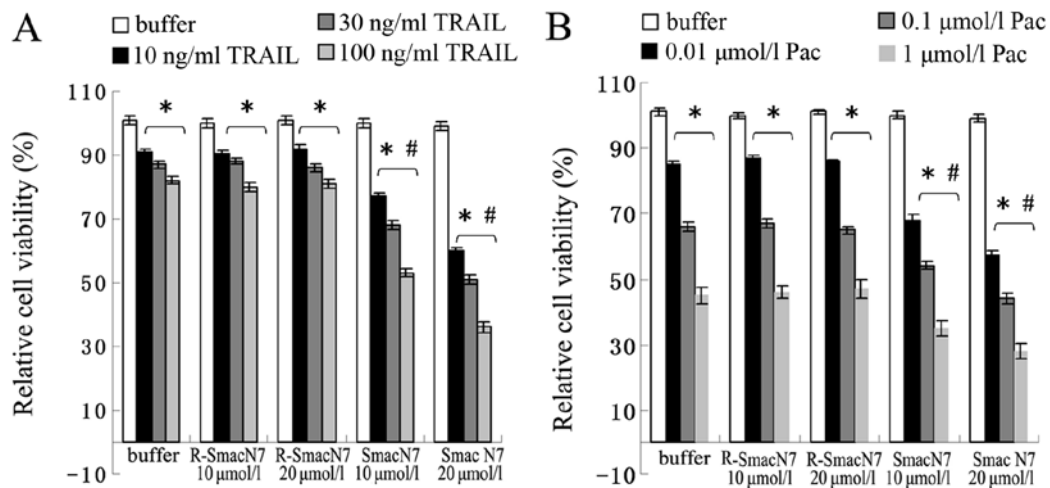 A
buffer
10 ng/ml TRAIL
30 ng/ml TRAIL
100 ng/ml TRAIL
Relative cell viability (%)
110
90
70
50
30
10
−10
*
*
*
* #
* #
buffer
R-SmacN7
10 μmol/l
R-SmacN7
20 μmol/l
SmacN7
10 μmol/l
Smac N7
20 μmol/l
B
buffer
0.01 μmol/l Pac
0.1 μmol/l Pac
1 μmol/l Pac
Relative cell viability (%)
110
90
70
50
30
10
−10
*
*
*
* #
* #
buffer
R-SmacN7
10 μmol/l
R-SmacN7
20 μmol/l
SmacN7
10 μmol/l
Smac N7
20 μmol/l